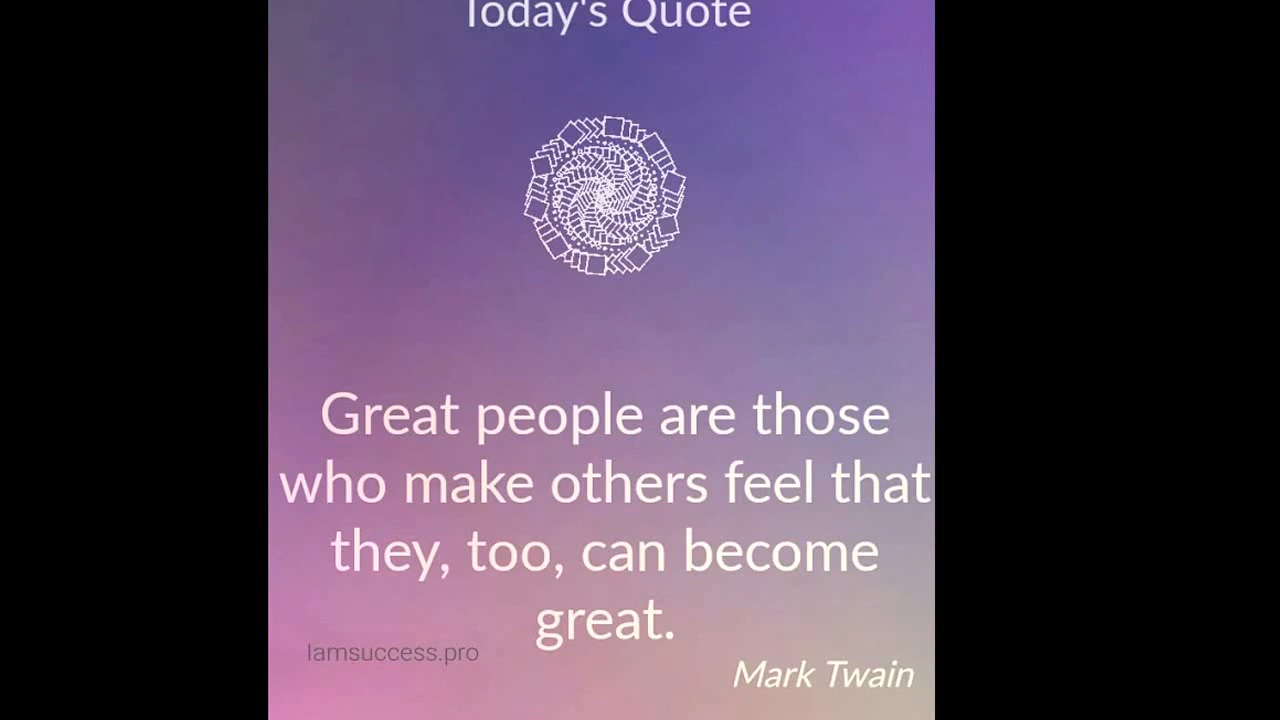 Today's Quote
Great people are those
who make others feel that
they, too, can become
great.
Iamsuccess.pro
Mark Twain